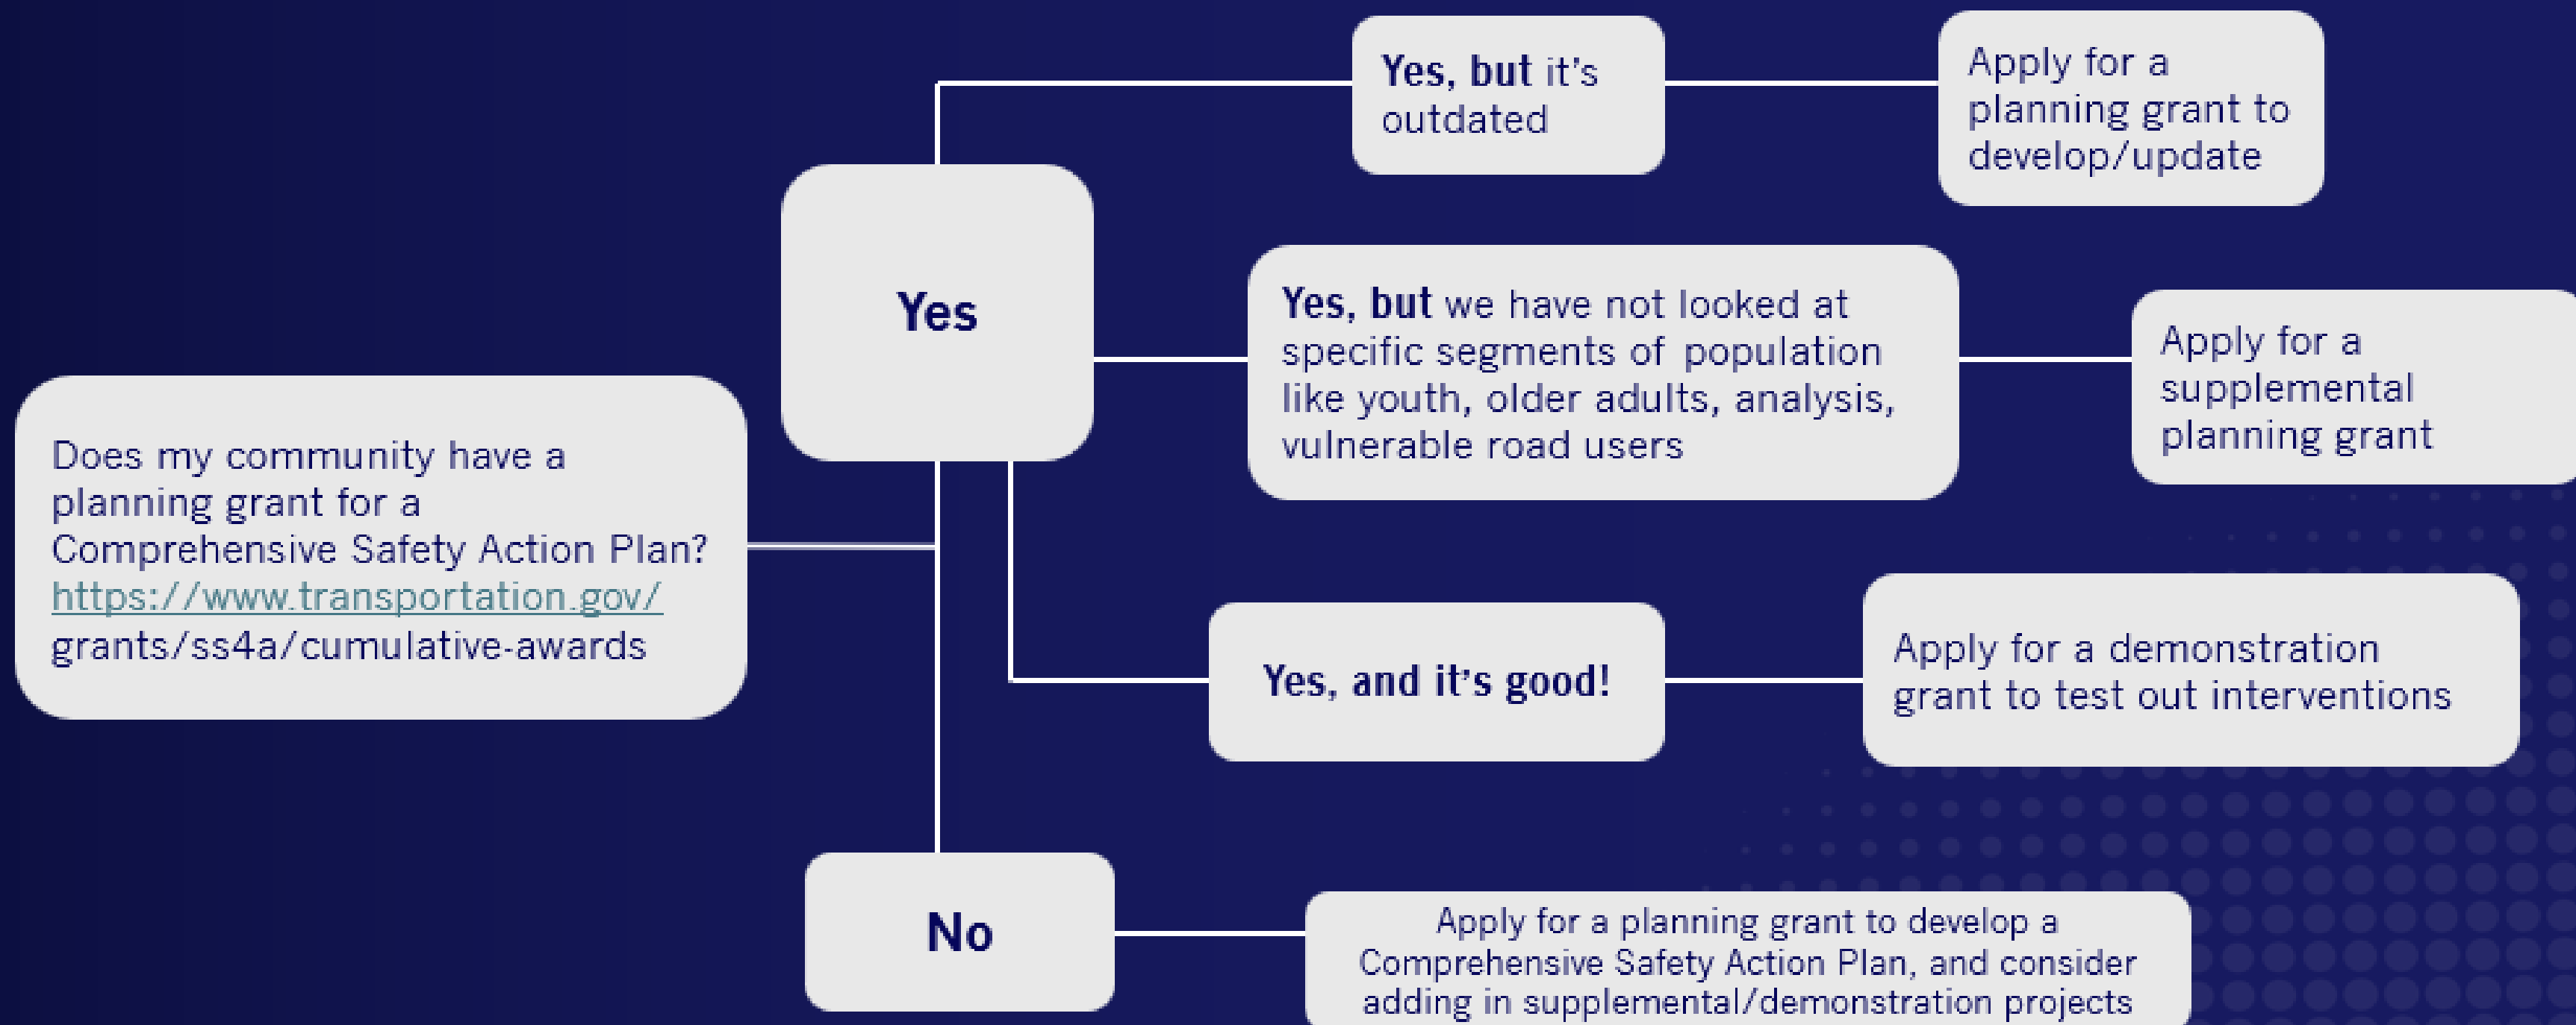 Does my community have a
planning grant for a
Comprehensive Safety Action Plan?
https://www.transportation.gov/
grants/ss4a/cumulative-awards
Yes
Yes, but it's
outdated
Apply for a
planning grant to
develop/update
Yes, but we have not looked at
specific segments of population
like youth, older adults, analysis,
vulnerable road users
Apply for a
supplemental
planning grant
Yes, and it's good!
Apply for a demonstration
grant to test out interventions
No
Apply for a planning grant to develop a
Comprehensive Safety Action Plan, and consider
adding in supplemental/demonstration projects